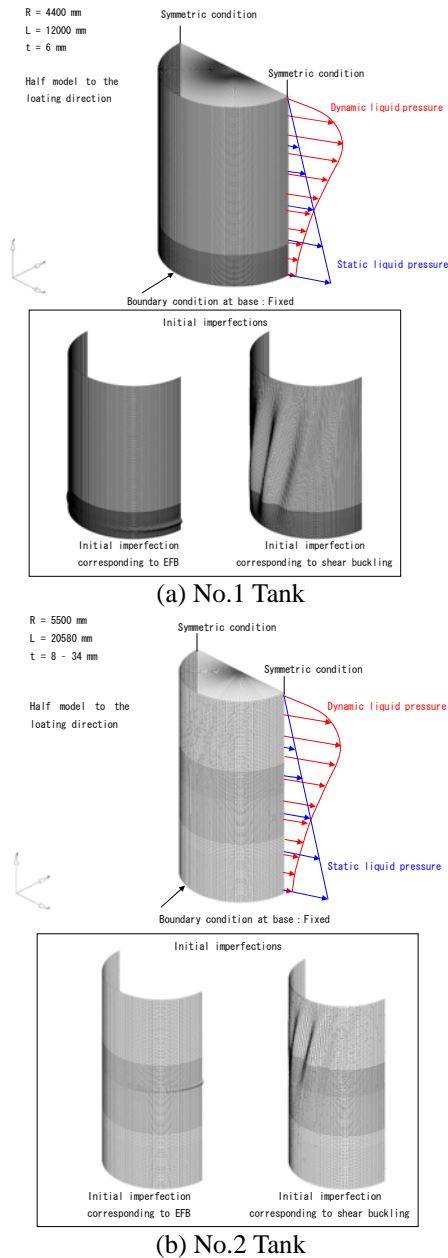 R = 4400 mm
L = 12000 mm
t = 6 mm
Half model to the
loating direction
Symmetric condition
Symmetric condition
Dynamic liquid pressure
Static liquid pressure
Boundary condition at base : Fixed
Initial imperfections
Initial imperfection
corresponding to EFB
Initial imperfection
corresponding to shear buckling
(a) No.1 Tank
R = 5500 mm
L = 20580 mm
t = 8 - 34 mm
Half model to the
loating direction
Symmetric condition
Symmetric condition
Dynamic liquid pressure
Static liquid pressure
Boundary condition at base : Fixed
Initial imperfections
Initial imperfection
corresponding to EFB
Initial imperfection
corresponding to shear buckling
(b) No.2 Tank